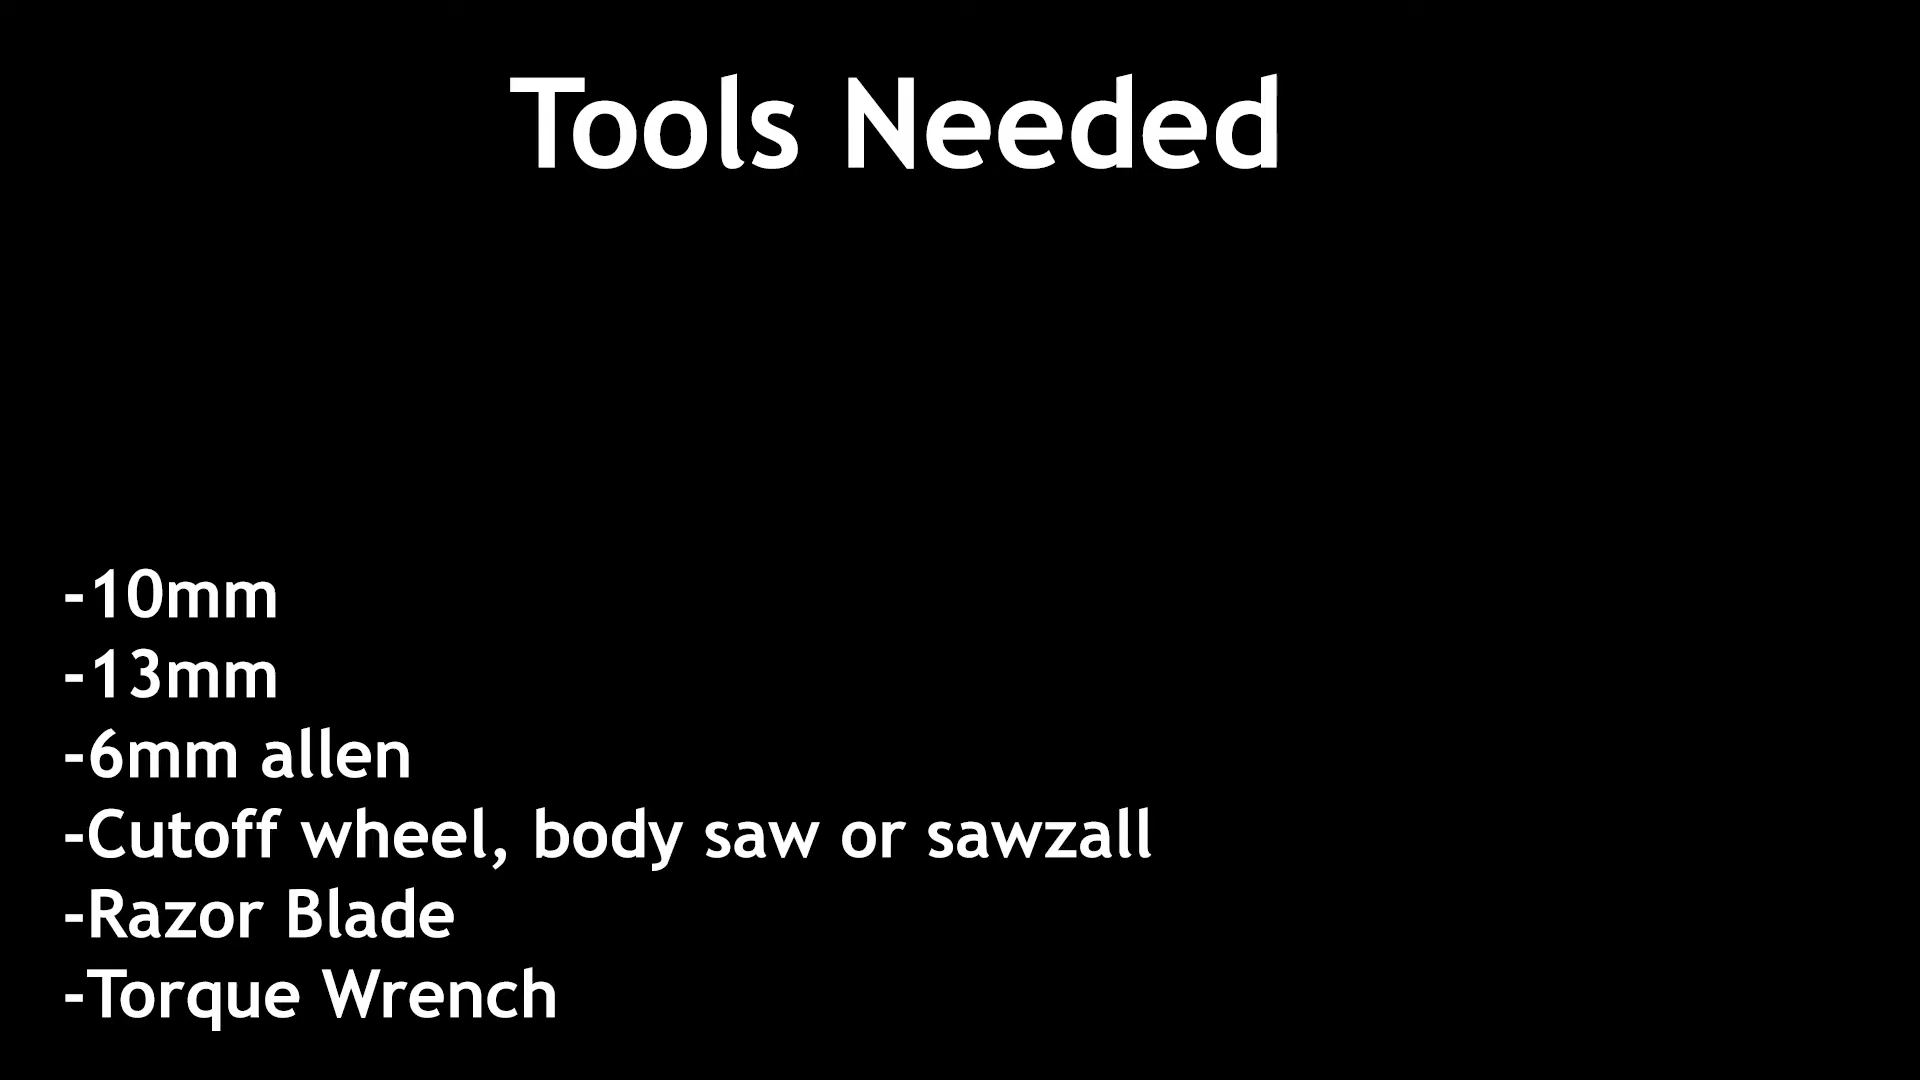 Tools Needed
-10mm
-13mm
-6mm allen
-Cutoff wheel, body saw or sawzall
-Razor Blade
-Torque Wrench